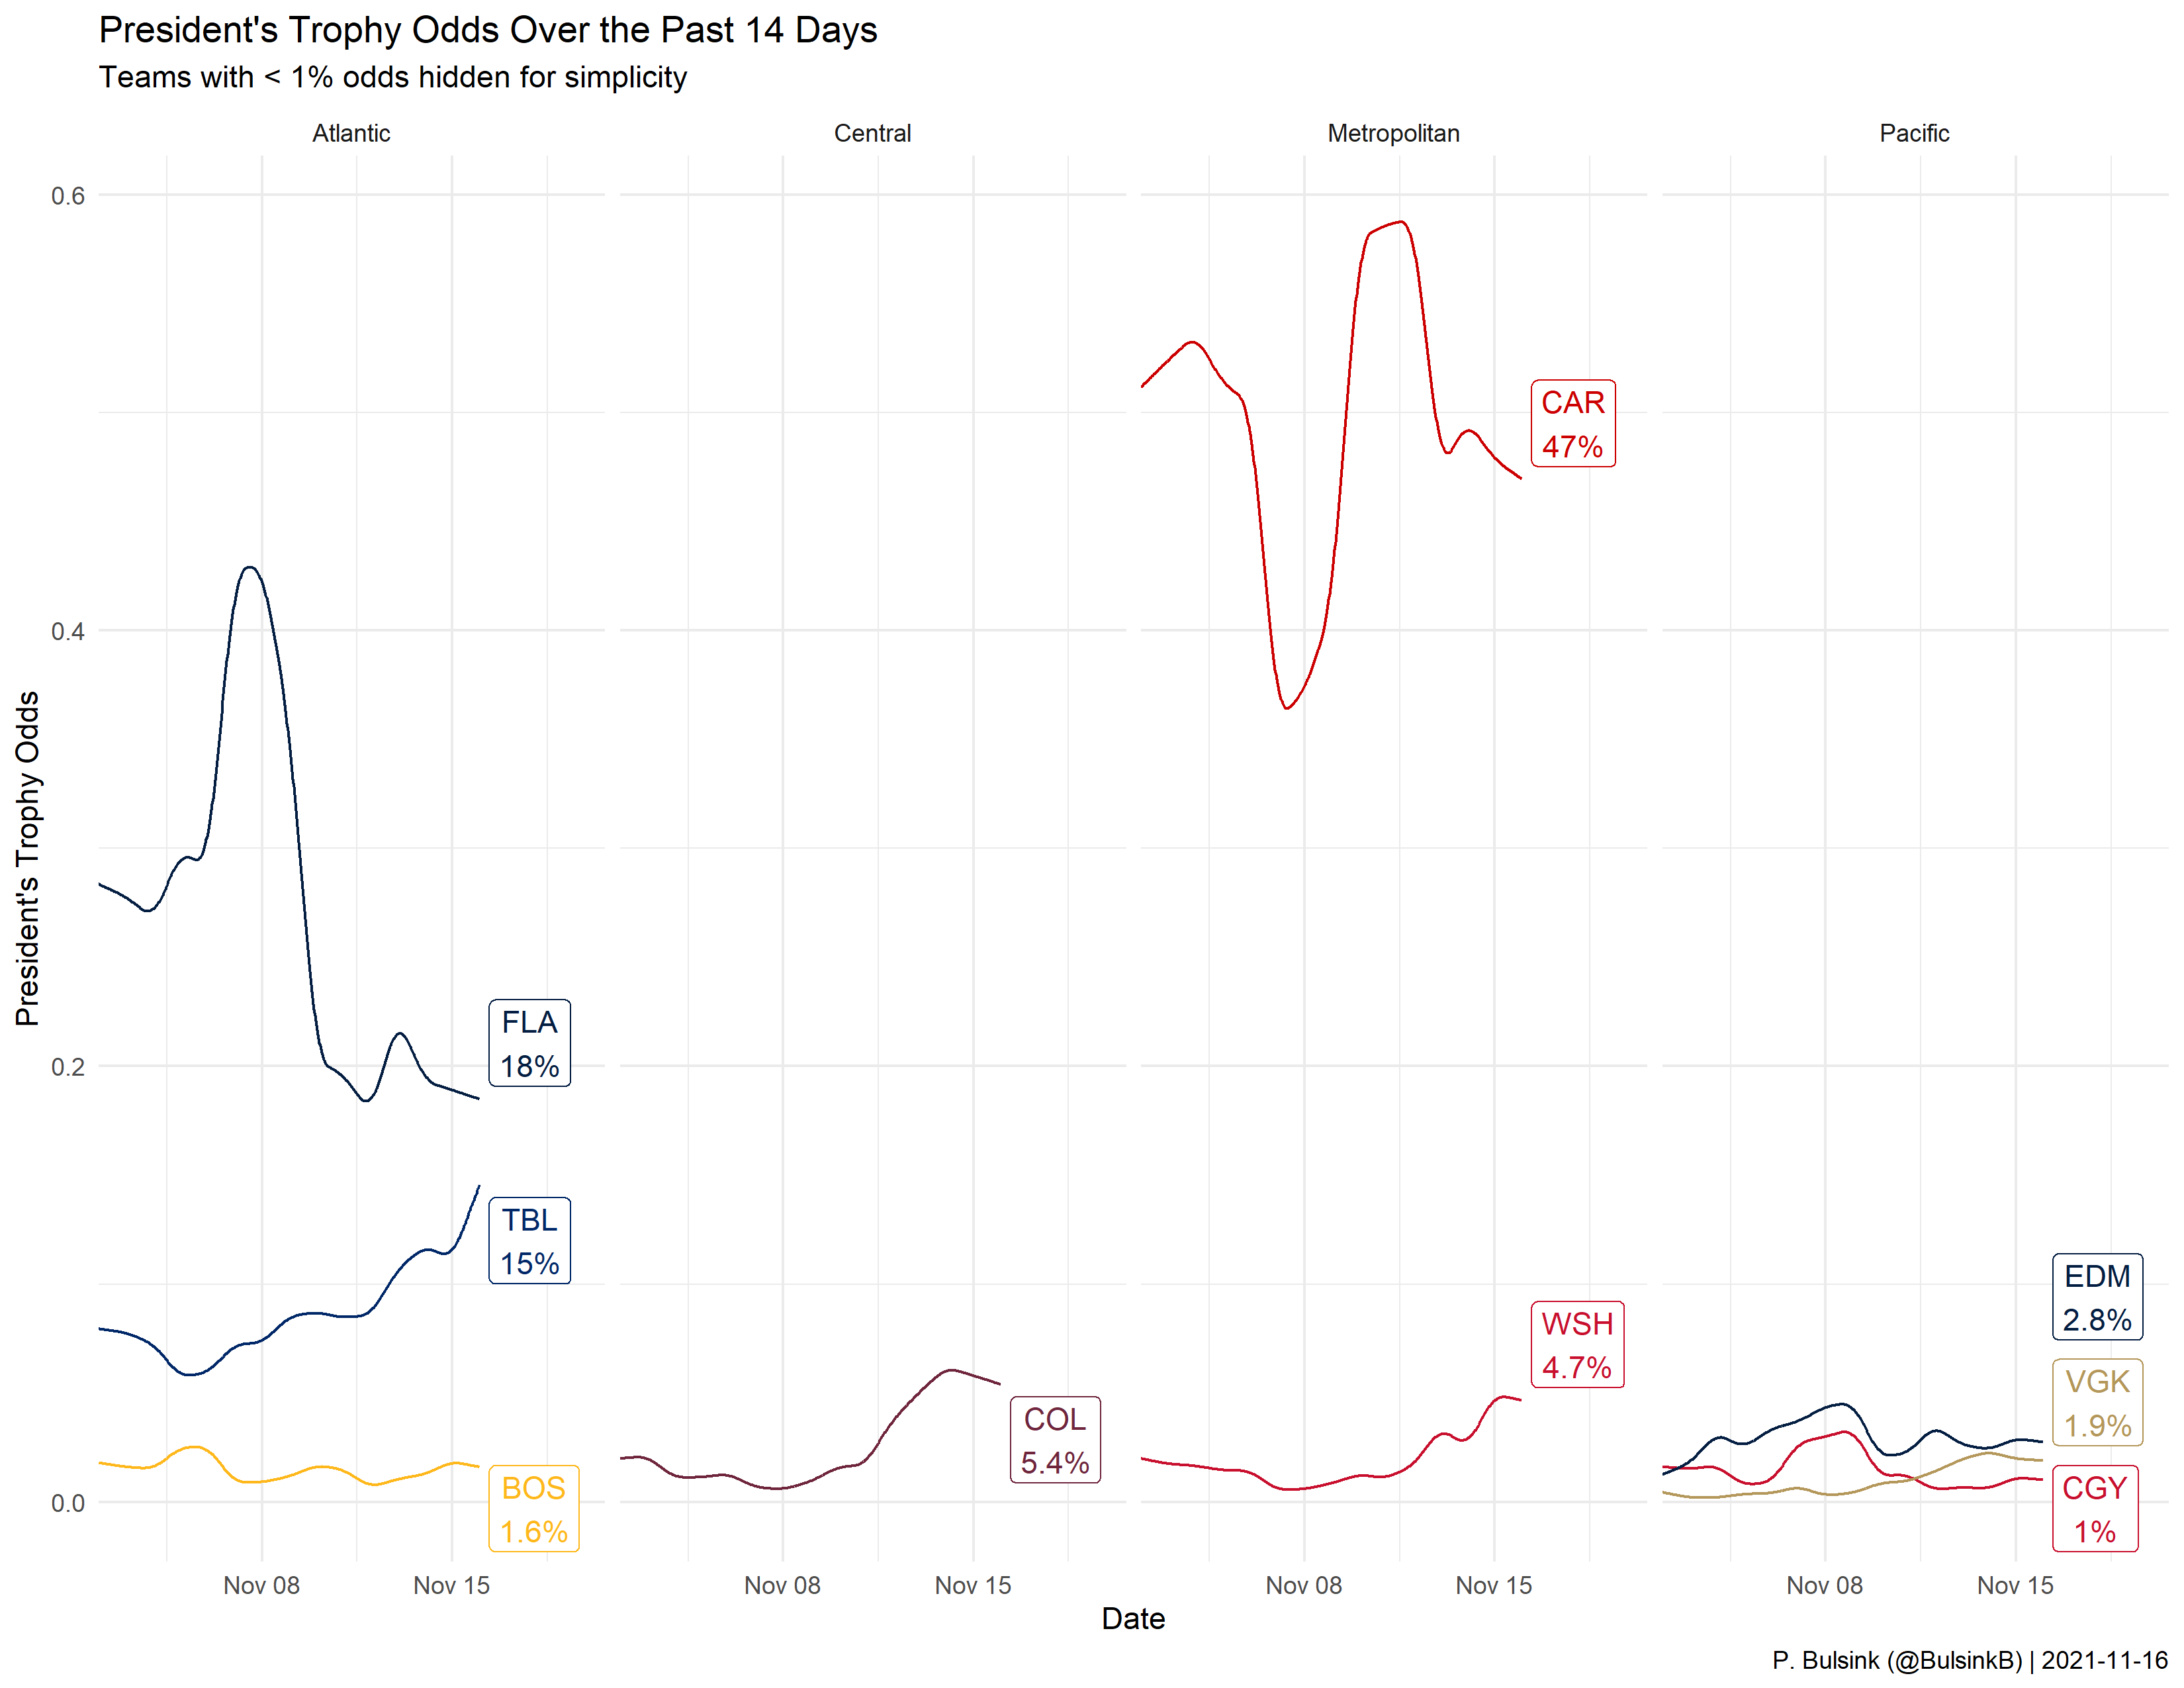 President's Trophy Odds Over the Past 14 Days
Teams with < 1% odds hidden for simplicity
Atlantic
Central
Metropolitan
Pacific
President's Trophy Odds
0.6
0.4
0.2
0.0
FLA
18%
TBL
15%
BOS
1.6%
COL
5.4%
CAR
47%
WSH
4.7%
EDM
2.8%
VGK
1.9%
CGY
1%
Nov 08
Nov 15
Nov 08
Nov 15
Nov 08
Nov 15
Nov 08
Nov 15
Date
P. Bulsink (@BulsinkB) | 2021-11-16